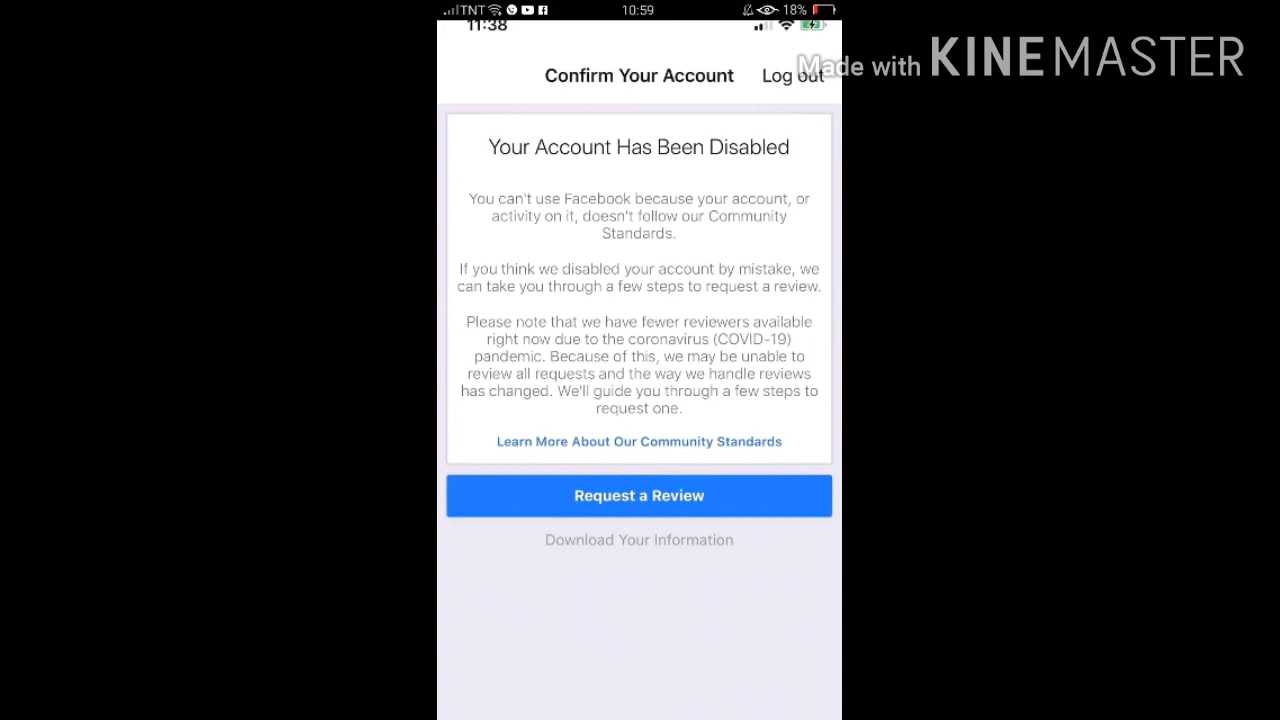 TNT 10:59 18%
11:38
Made with KINEMASTER
Confirm Your Account Log out
Your Account Has Been Disabled
You can't use Facebook because your account, or
activity on it, doesn't follow our Community
Standards.
If you think we disabled your account by mistake, we
can take you through a few steps to request a review.
Please note that we have fewer reviewers available
right now due to the coronavirus (COVID-19)
pandemic. Because of this, we may be unable to
review all requests and the way we handle reviews
has changed. We'll guide you through a few steps to
request one.
Learn More About Our Community Standards
Request a Review
Download Your Information